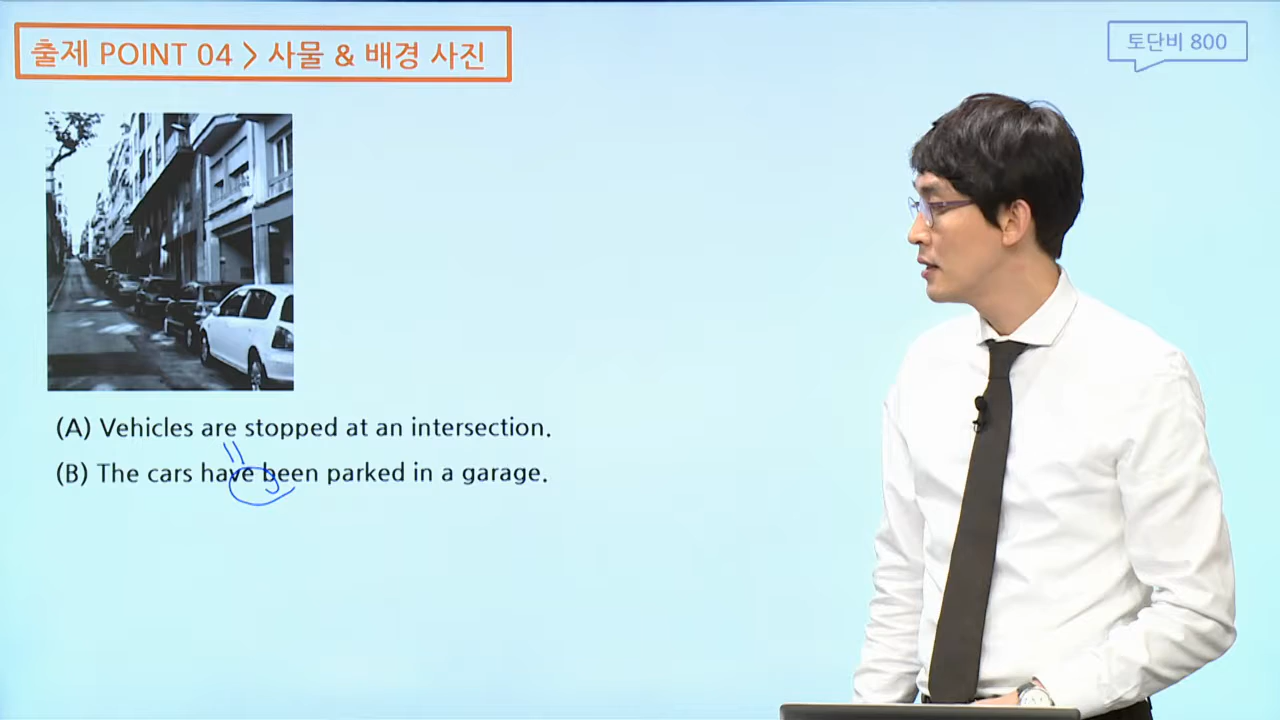 출제 POINT 04 > 사물 & 배경 사진
토단비 800
(A) Vehicles are stopped at an intersection.
(B) The cars have been parked in a garage.